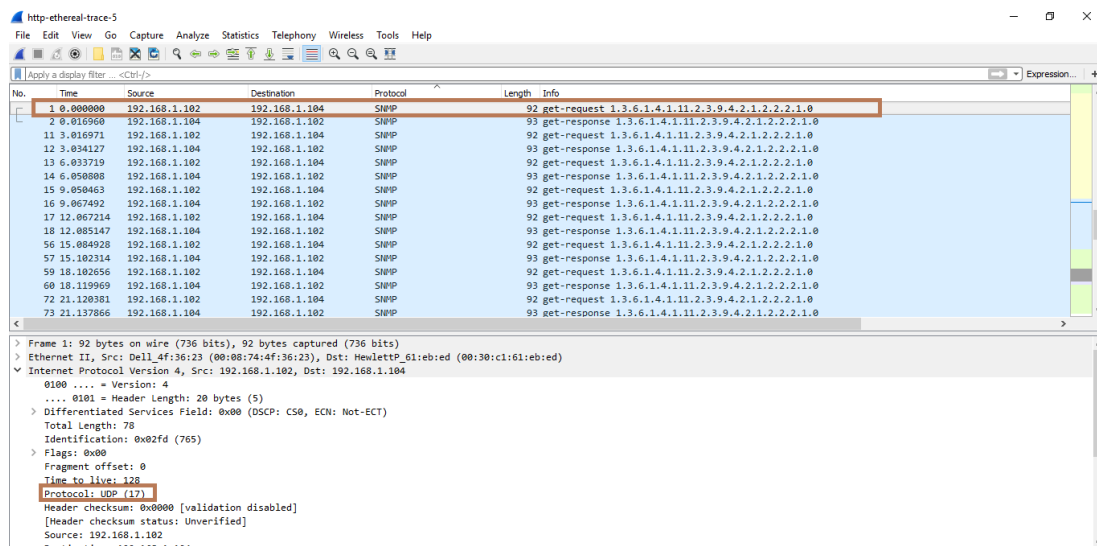 http-ethereal-trace-5
File Edit View Go Capture Analyze Statistics Telephony Wireless Tools Help
Apply a display filter ... <Ctrl-/> Expression... +
No. Time Source Destination Protocol Length Info
1 0.000000 192.168.1.102 192.168.1.104 SNMP 92 get-request 1.3.6.1.4.1.11.2.3.9.4.2.1.2.2.2.1.0
2 0.016960 192.168.1.104 192.168.1.102 SNMP 93 get-response 1.3.6.1.4.1.11.2.3.9.4.2.1.2.2.2.1.0
11 3.016971 192.168.1.102 192.168.1.104 SNMP 92 get-request 1.3.6.1.4.1.11.2.3.9.4.2.1.2.2.2.1.0
12 3.034127 192.168.1.104 192.168.1.102 SNMP 93 get-response 1.3.6.1.4.1.11.2.3.9.4.2.1.2.2.2.1.0
13 6.033719 192.168.1.102 192.168.1.104 SNMP 92 get-request 1.3.6.1.4.1.11.2.3.9.4.2.1.2.2.2.1.0
14 6.050808 192.168.1.104 192.168.1.102 SNMP 93 get-response 1.3.6.1.4.1.11.2.3.9.4.2.1.2.2.2.1.0
15 9.050463 192.168.1.102 192.168.1.104 SNMP 92 get-request 1.3.6.1.4.1.11.2.3.9.4.2.1.2.2.2.1.0
16 9.067492 192.168.1.104 192.168.1.102 SNMP 93 get-response 1.3.6.1.4.1.11.2.3.9.4.2.1.2.2.2.1.0
17 12.067214 192.168.1.102 192.168.1.104 SNMP 92 get-request 1.3.6.1.4.1.11.2.3.9.4.2.1.2.2.2.1.0
18 12.085147 192.168.1.104 192.168.1.102 SNMP 93 get-response 1.3.6.1.4.1.11.2.3.9.4.2.1.2.2.2.1.0
56 15.084928 192.168.1.102 192.168.1.104 SNMP 92 get-request 1.3.6.1.4.1.11.2.3.9.4.2.1.2.2.2.1.0
57 15.102314 192.168.1.104 192.168.1.102 SNMP 93 get-response 1.3.6.1.4.1.11.2.3.9.4.2.1.2.2.2.1.0
59 18.102656 192.168.1.102 192.168.1.104 SNMP 92 get-request 1.3.6.1.4.1.11.2.3.9.4.2.1.2.2.2.1.0
60 18.119969 192.168.1.104 192.168.1.102 SNMP 93 get-response 1.3.6.1.4.1.11.2.3.9.4.2.1.2.2.2.1.0
72 21.120381 192.168.1.102 192.168.1.104 SNMP 92 get-request 1.3.6.1.4.1.11.2.3.9.4.2.1.2.2.2.1.0
73 21.137866 192.168.1.104 192.168.1.102 SNMP 93 get-response 1.3.6.1.4.1.11.2.3.9.4.2.1.2.2.2.1.0
Frame 1: 92 bytes on wire (736 bits), 92 bytes captured (736 bits)
Ethernet II, Src: Dell_4f:36:23 (00:08:74:4f:36:23), Dst: HewlettP_61:eb:ed (00:30:c1:61:eb:ed)
Internet Protocol Version 4, Src: 192.168.1.102, Dst: 192.168.1.104
0100 .... = Version: 4
.... 0101 = Header Length: 20 bytes (5)
Differentiated Services Field: 0x00 (DSCP: CS0, ECN: Not-ECT)
Total Length: 78
Identification: 0x02fd (765)
Flags: 0x00
Fragment offset: 0
Time to live: 128
Protocol: UDP (17)
Header checksum: 0x0000 [validation disabled]
[Header checksum status: Unverified]
Source: 192.168.1.102